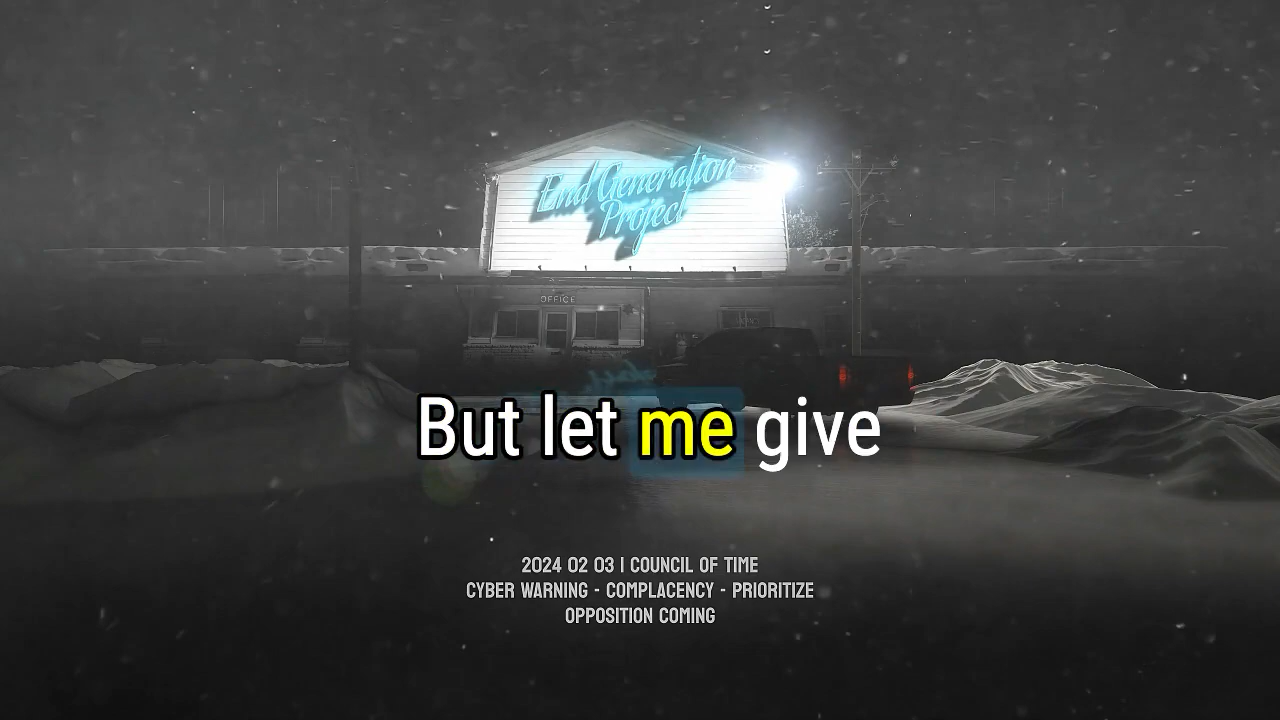 End Generation
Project
OFFICE
But let me give
2024 02 03 | COUNCIL OF TIME
CYBER WARNING - COMPLACENCY - PRIORITIZE
OPPOSITION COMING